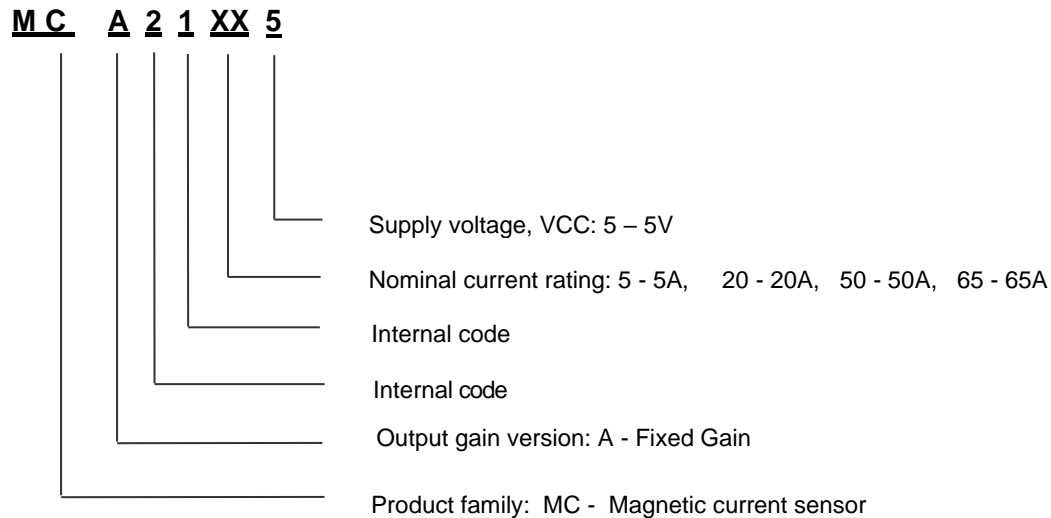 MC A 2 1 XX 5
Supply voltage, VCC: 5 – 5V
Nominal current rating: 5 - 5A, 20 - 20A, 50 - 50A, 65 - 65A
Internal code
Internal code
Output gain version: A - Fixed Gain
Product family: MC - Magnetic current sensor